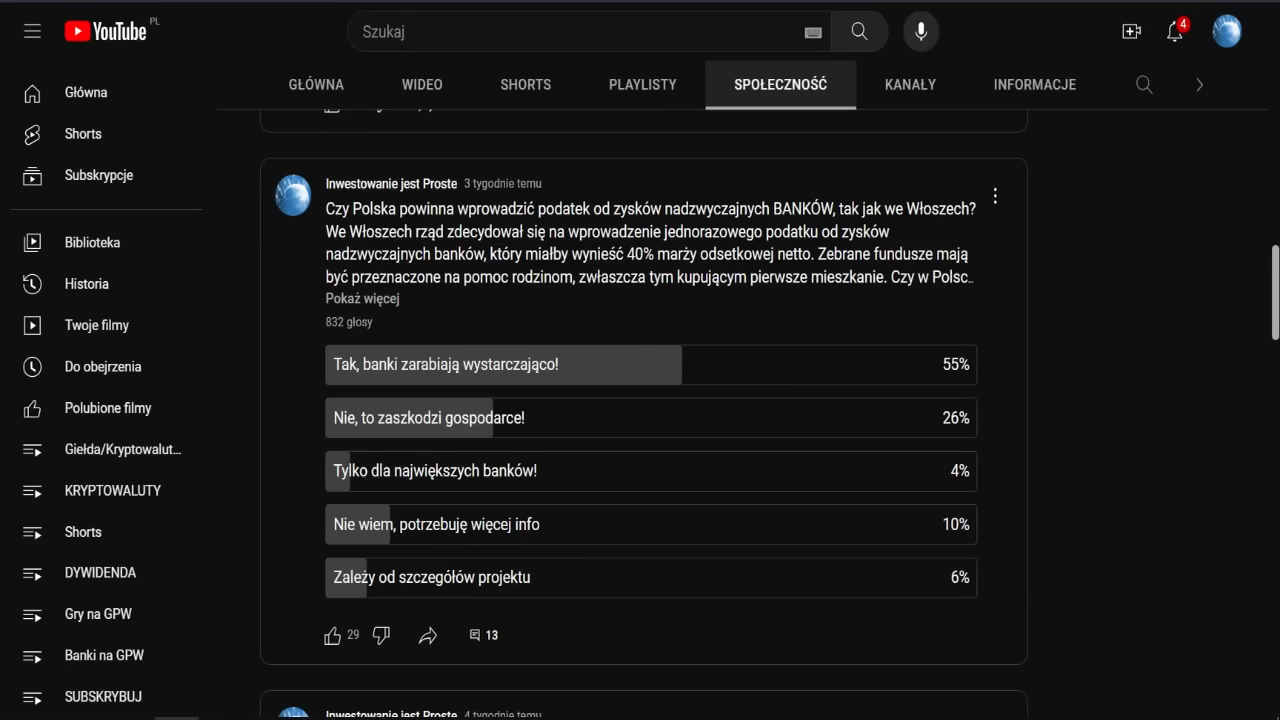 YouTube PL
Szukaj
4
GŁÓWNA WIDEO SHORTS PLAYLISTY SPOŁECZNOŚĆ KANAŁY INFORMACJE
Główna
Shorts
Subskrypcje
Biblioteka
Historia
Twoje filmy
Do obejrzenia
Polubione filmy
Giełda/Kryptowalut...
KRYPTOWALUTY
Shorts
DYWIDENDA
Gry na GPW
Banki na GPW
SUBSKRYBUJ
Inwestowanie jest Proste 3 tygodnie temu
Czy Polska powinna wprowadzić podatek od zysków nadzwyczajnych BANKÓW, tak jak we Włoszech?
We Włoszech rząd zdecydował się na wprowadzenie jednorazowego podatku od zysków
nadzwyczajnych banków, który miałby wynieść 40% marży odsetkowej netto. Zebrane fundusze mają
być przeznaczone na pomoc rodzinom, zwłaszcza tym kupującym pierwsze mieszkanie. Czy w Polsc...
Pokaż więcej
832 głosy
Tak, banki zarabiają wystarczająco! 55%
Nie, to zaszkodzi gospodarce! 26%
Tylko dla największych banków! 4%
Nie wiem, potrzebuję więcej info 10%
Zależy od szczegółów projektu 6%
29 13
Inwestowanie jest Proste 4 tygodnie temu